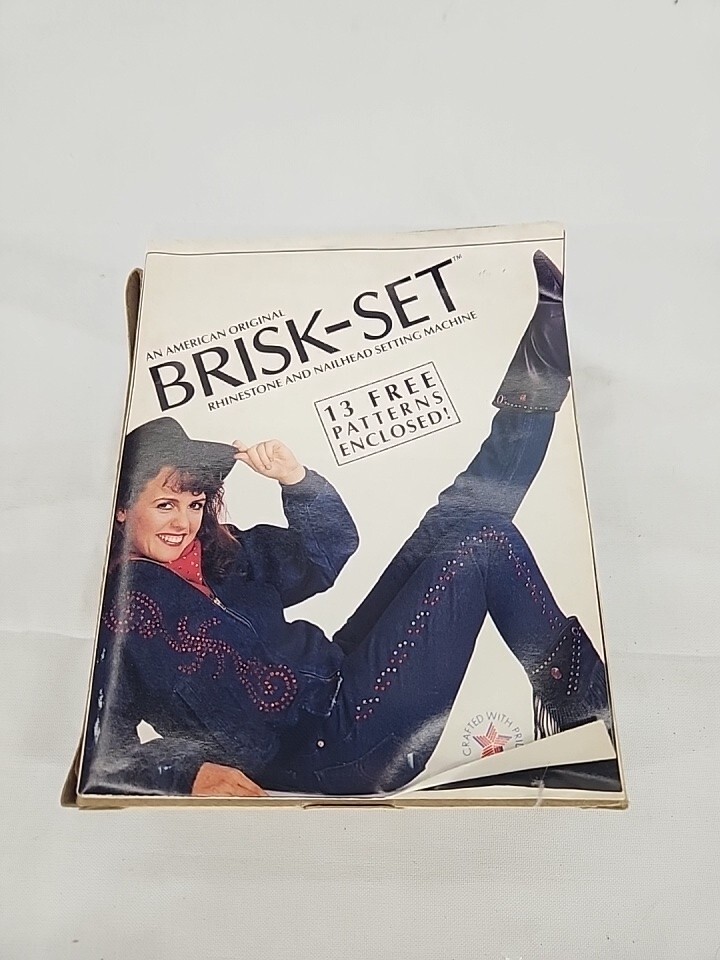 AN AMERICAN ORIGINAL
BRISK-SET™
RHINESTONE AND NAILHEAD SETTING MACHINE
13 FREE
PATTERNS
ENCLOSED!
CRAFTED WITH